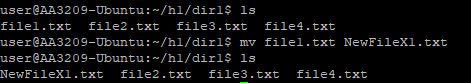 user@AA3209-Ubuntu:~/h1/dir1$ ls
file1.txt  file2.txt  file3.txt  file4.txt
user@AA3209-Ubuntu:~/h1/dir1$ mv file1.txt NewFileX1.txt
user@AA3209-Ubuntu:~/h1/dir1$ ls
NewFileX1.txt  file2.txt  file3.txt  file4.txt